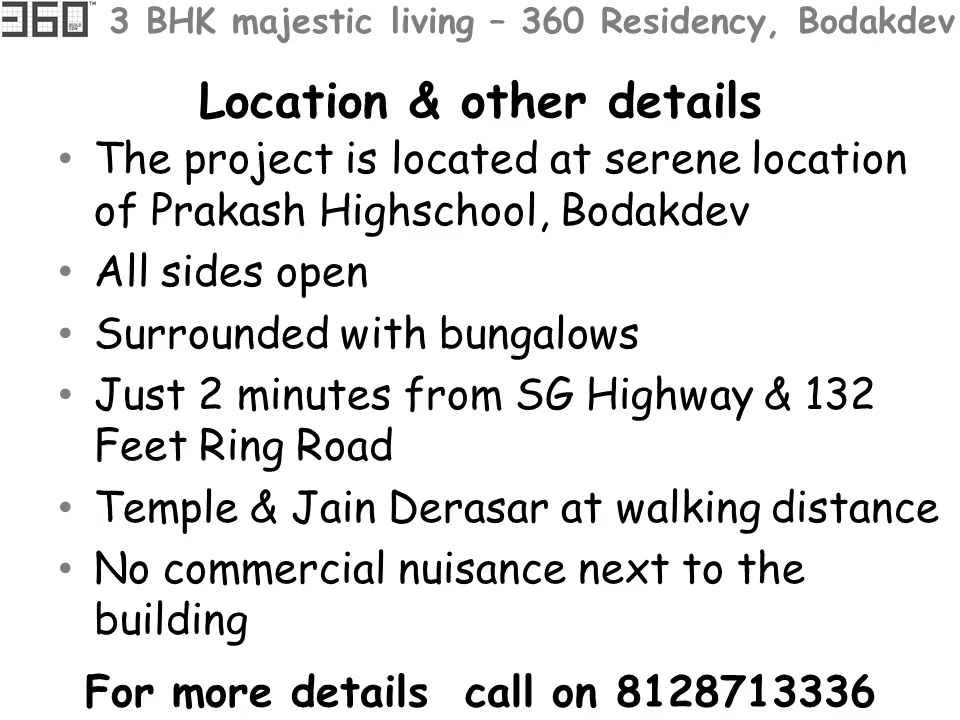 360™ 3 BHK majestic living – 360 Residency, Bodakdev
Location & other details
• The project is located at serene location
of Prakash Highschool, Bodakdev
• All sides open
• Surrounded with bungalows
• Just 2 minutes from SG Highway & 132
Feet Ring Road
• Temple & Jain Derasar at walking distance
• No commercial nuisance next to the
building
For more details call on 8128713336